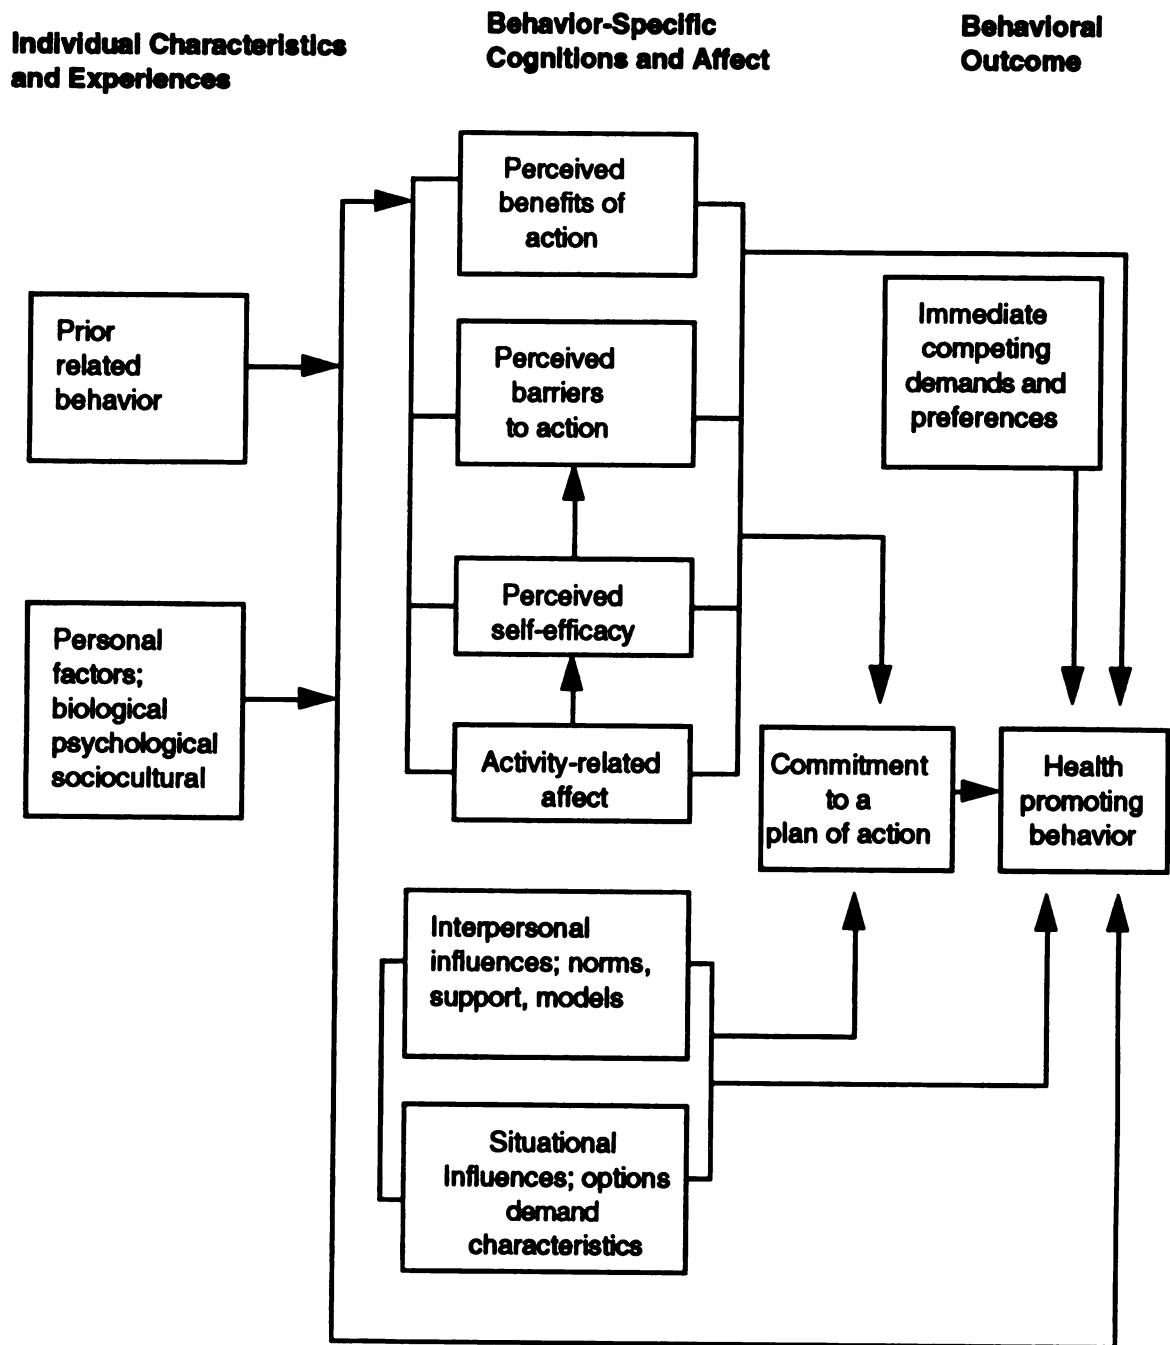 Individual Characteristics
and Experiences
Behavior-Specific
Cognitions and Affect
Behavioral
Outcome
Perceived
benefits of
action
Prior
related
behavior
Perceived
barriers
to action
Immediate
competing
demands and
preferences
Perceived
self-efficacy
Personal
factors;
biological
psychological
sociocultural
Activity-related
affect
Commitment
to a
plan of action
Health
promoting
behavior
Interpersonal
influences; norms,
support, models
Situational
Influences; options
demand
characteristics